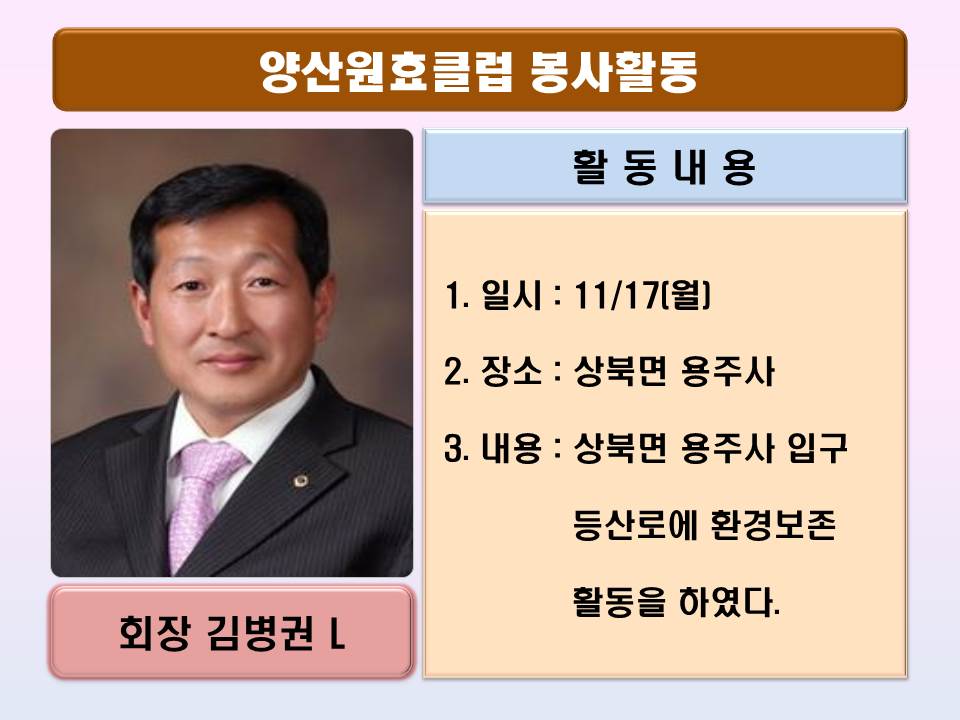 양산원효클럽 봉사활동
활 동 내 용
1. 일시 : 11/17(월)
2. 장소 : 상북면 용주사
3. 내용 : 상북면 용주사 입구
등산로에 환경보존
활동을 하였다.
회장 김병권 L